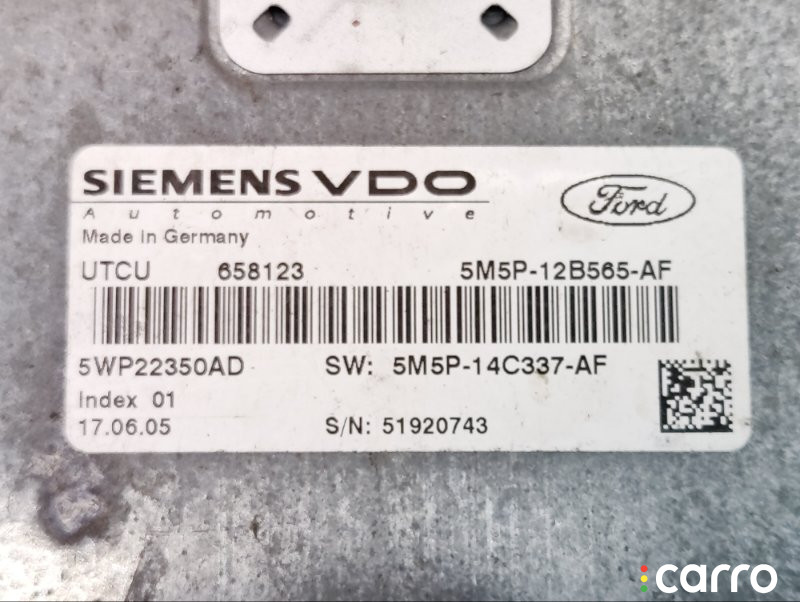 SIEMENS VDO
Automotive
Ford
Made In Germany
UTCU 658123 5M5P-12B565-AF
5WP22350AD SW: 5M5P-14C337-AF
Index 01
17.06.05 S/N: 51920743
carro